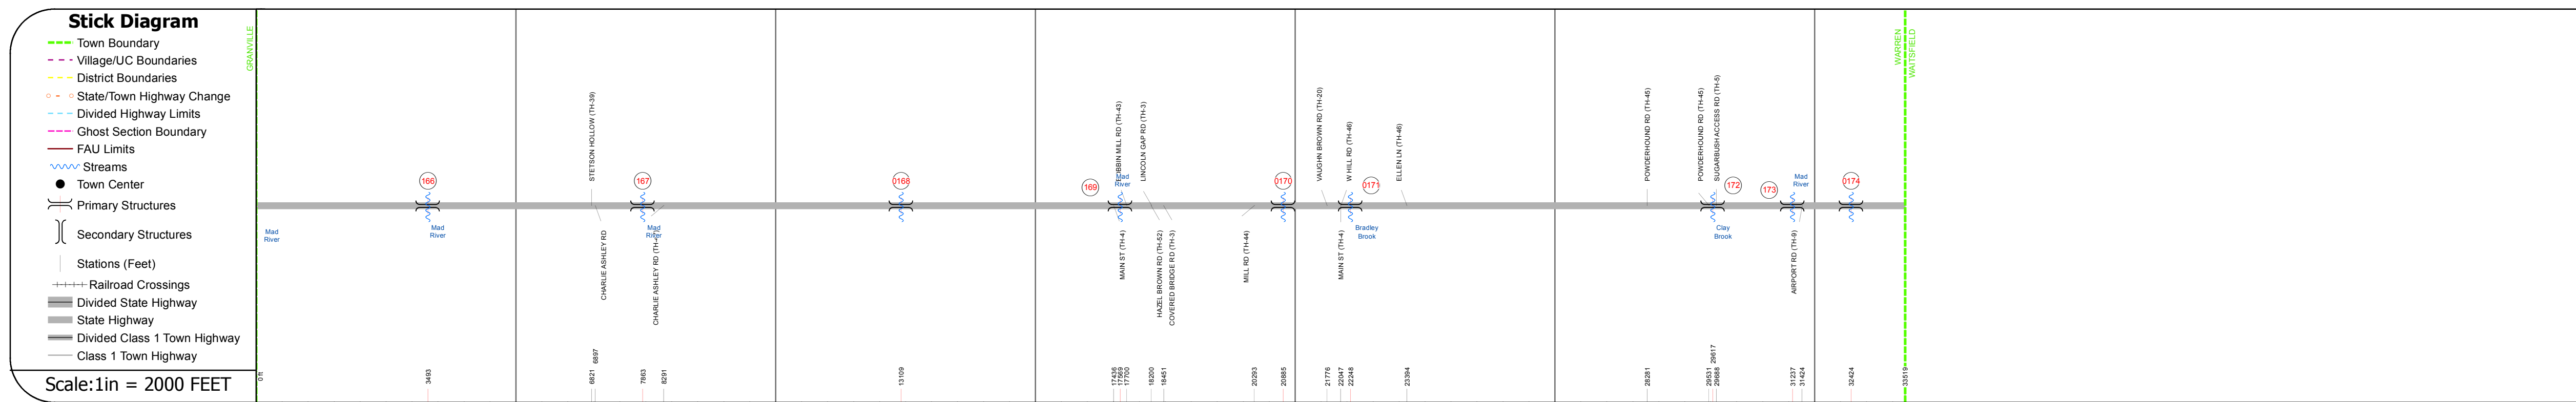 Stick Diagram
Town Boundary
Village/UC Boundaries
District Boundaries
State/Town Highway Change
Divided Highway Limits
Ghost Section Boundary
FAU Limits
Streams
Town Center
Primary Structures
Secondary Structures
Stations (Feet)
Railroad Crossings
Divided State Highway
State Highway
Divided Class 1 Town Highway
Class 1 Town Highway
Scale:1in = 2000 FEET
GRANVILLE
WARREN
WAITSFIELD
STETSON HOLLOW (TH-39)
BOBBIN MILL RD (TH-43)
LINCOLN GAP RD (TH-3)
VAUGHN BROWN RD (TH-20)
W HILL RD (TH-46)
ELLEN LN (TH-46)
POWDERHOUND RD (TH-45)
POWDERHOUND RD (TH-45)
SUGARBUSH ACCESS RD (TH-5)
166
167
0168
169
0170
0171
172
173
0174
Mad
River
Mad
River
Mad
River
Mad
River
Mad
River
Bradley
Brook
Clay
Brook
CHARLIE ASHLEY RD
CHARLIE ASHLEY RD
MAIN ST (TH-4)
HAZEL BROWN RD (TH-52)
COVERED BRIDGE RD (TH-3)
MILL RD (TH-44)
MAIN ST (TH-4)
AIRPORT RD (TH-9)
0 ft
3493
6821
6897
7863
8291
13109
17436
17569
17700
18200
18451
20293
20885
21776
22047
22248
23394
28281
29531
29617
29688
31237
31424
32424
33519